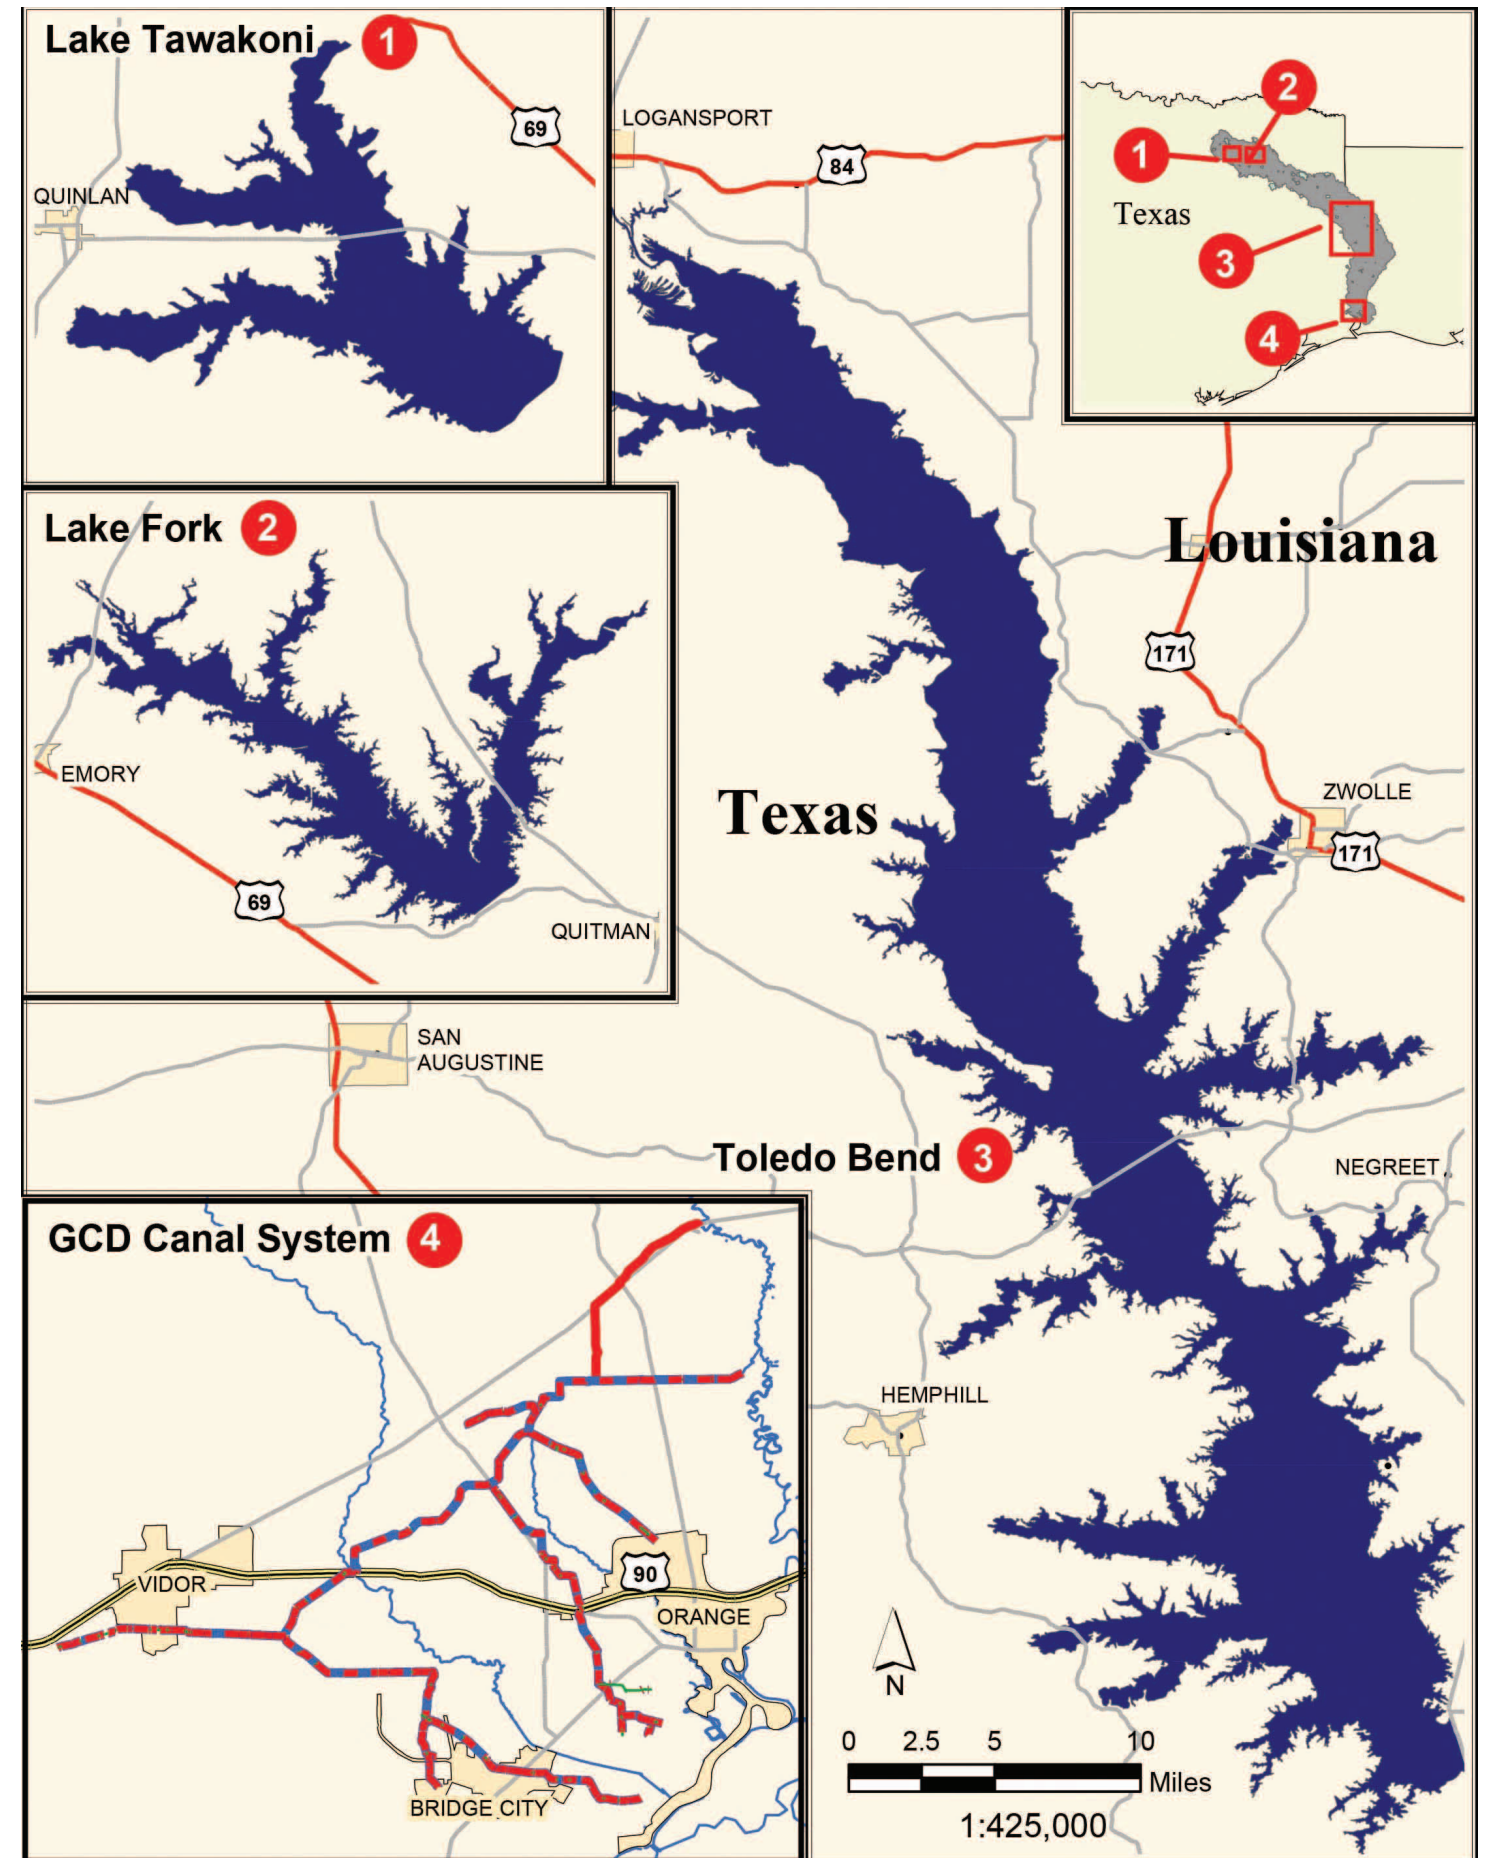 Lake Tawakoni 1
69
QUINLAN
LOGANSPORT
84
2
1
Texas
3
4
Lake Fork 2
EMORY
69
QUITMAN
Louisiana
171
Texas
ZWOLLE
171
SAN
AUGUSTINE
Toledo Bend 3
NEGREET
HEMPHILL
GCD Canal System 4
VIDOR
90
ORANGE
BRIDGE CITY
N
0 2.5 5 10
Miles
1:425,000